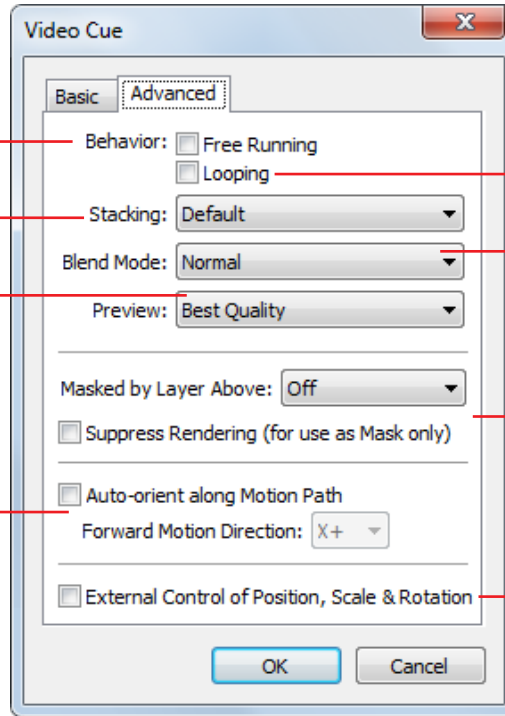 Video Cue
Basic Advanced
Behavior: Free Running
Looping
Stacking: Default
Blend Mode: Normal
Preview: Best Quality
Masked by Layer Above: Off
Suppress Rendering (for use as Mask only)
Auto-orient along Motion Path
Forward Motion Direction: X+
External Control of Position, Scale & Rotation
OK Cancel